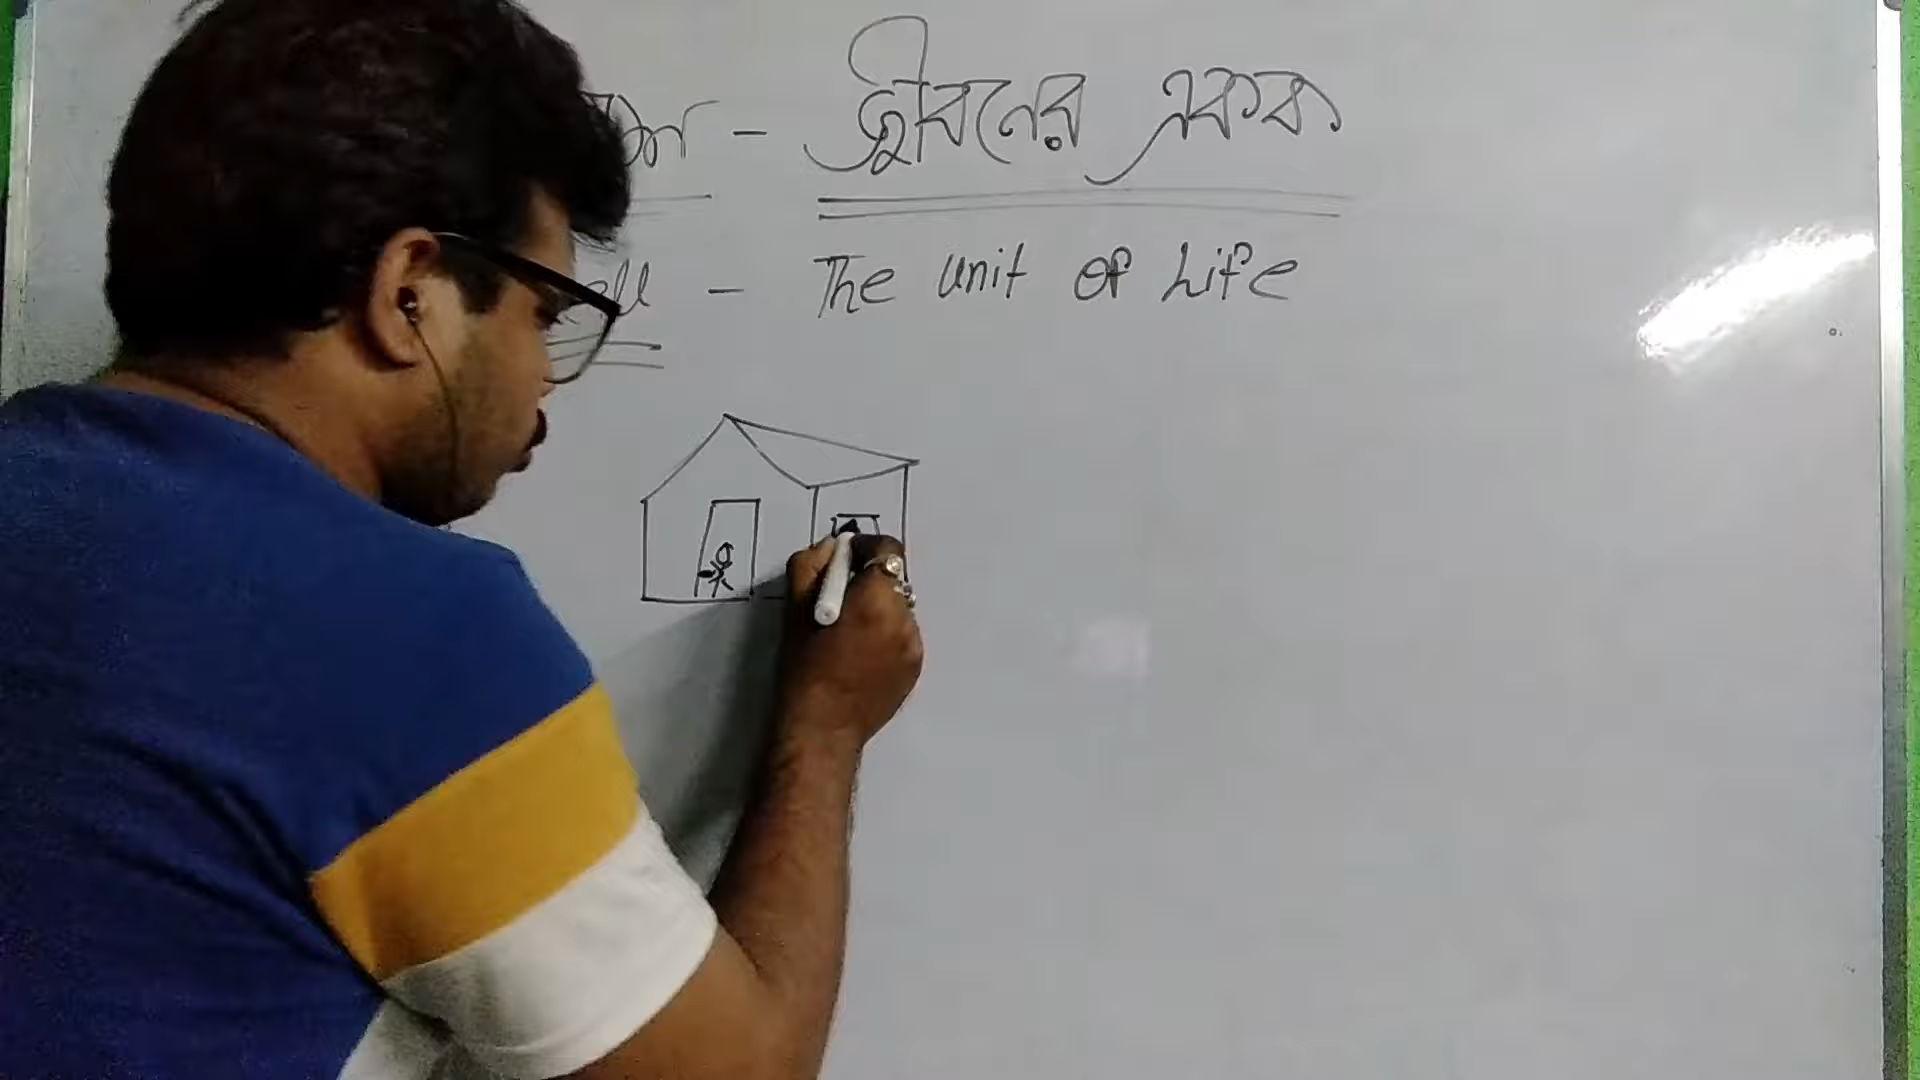 - জীবনের একক
- The unit of Life